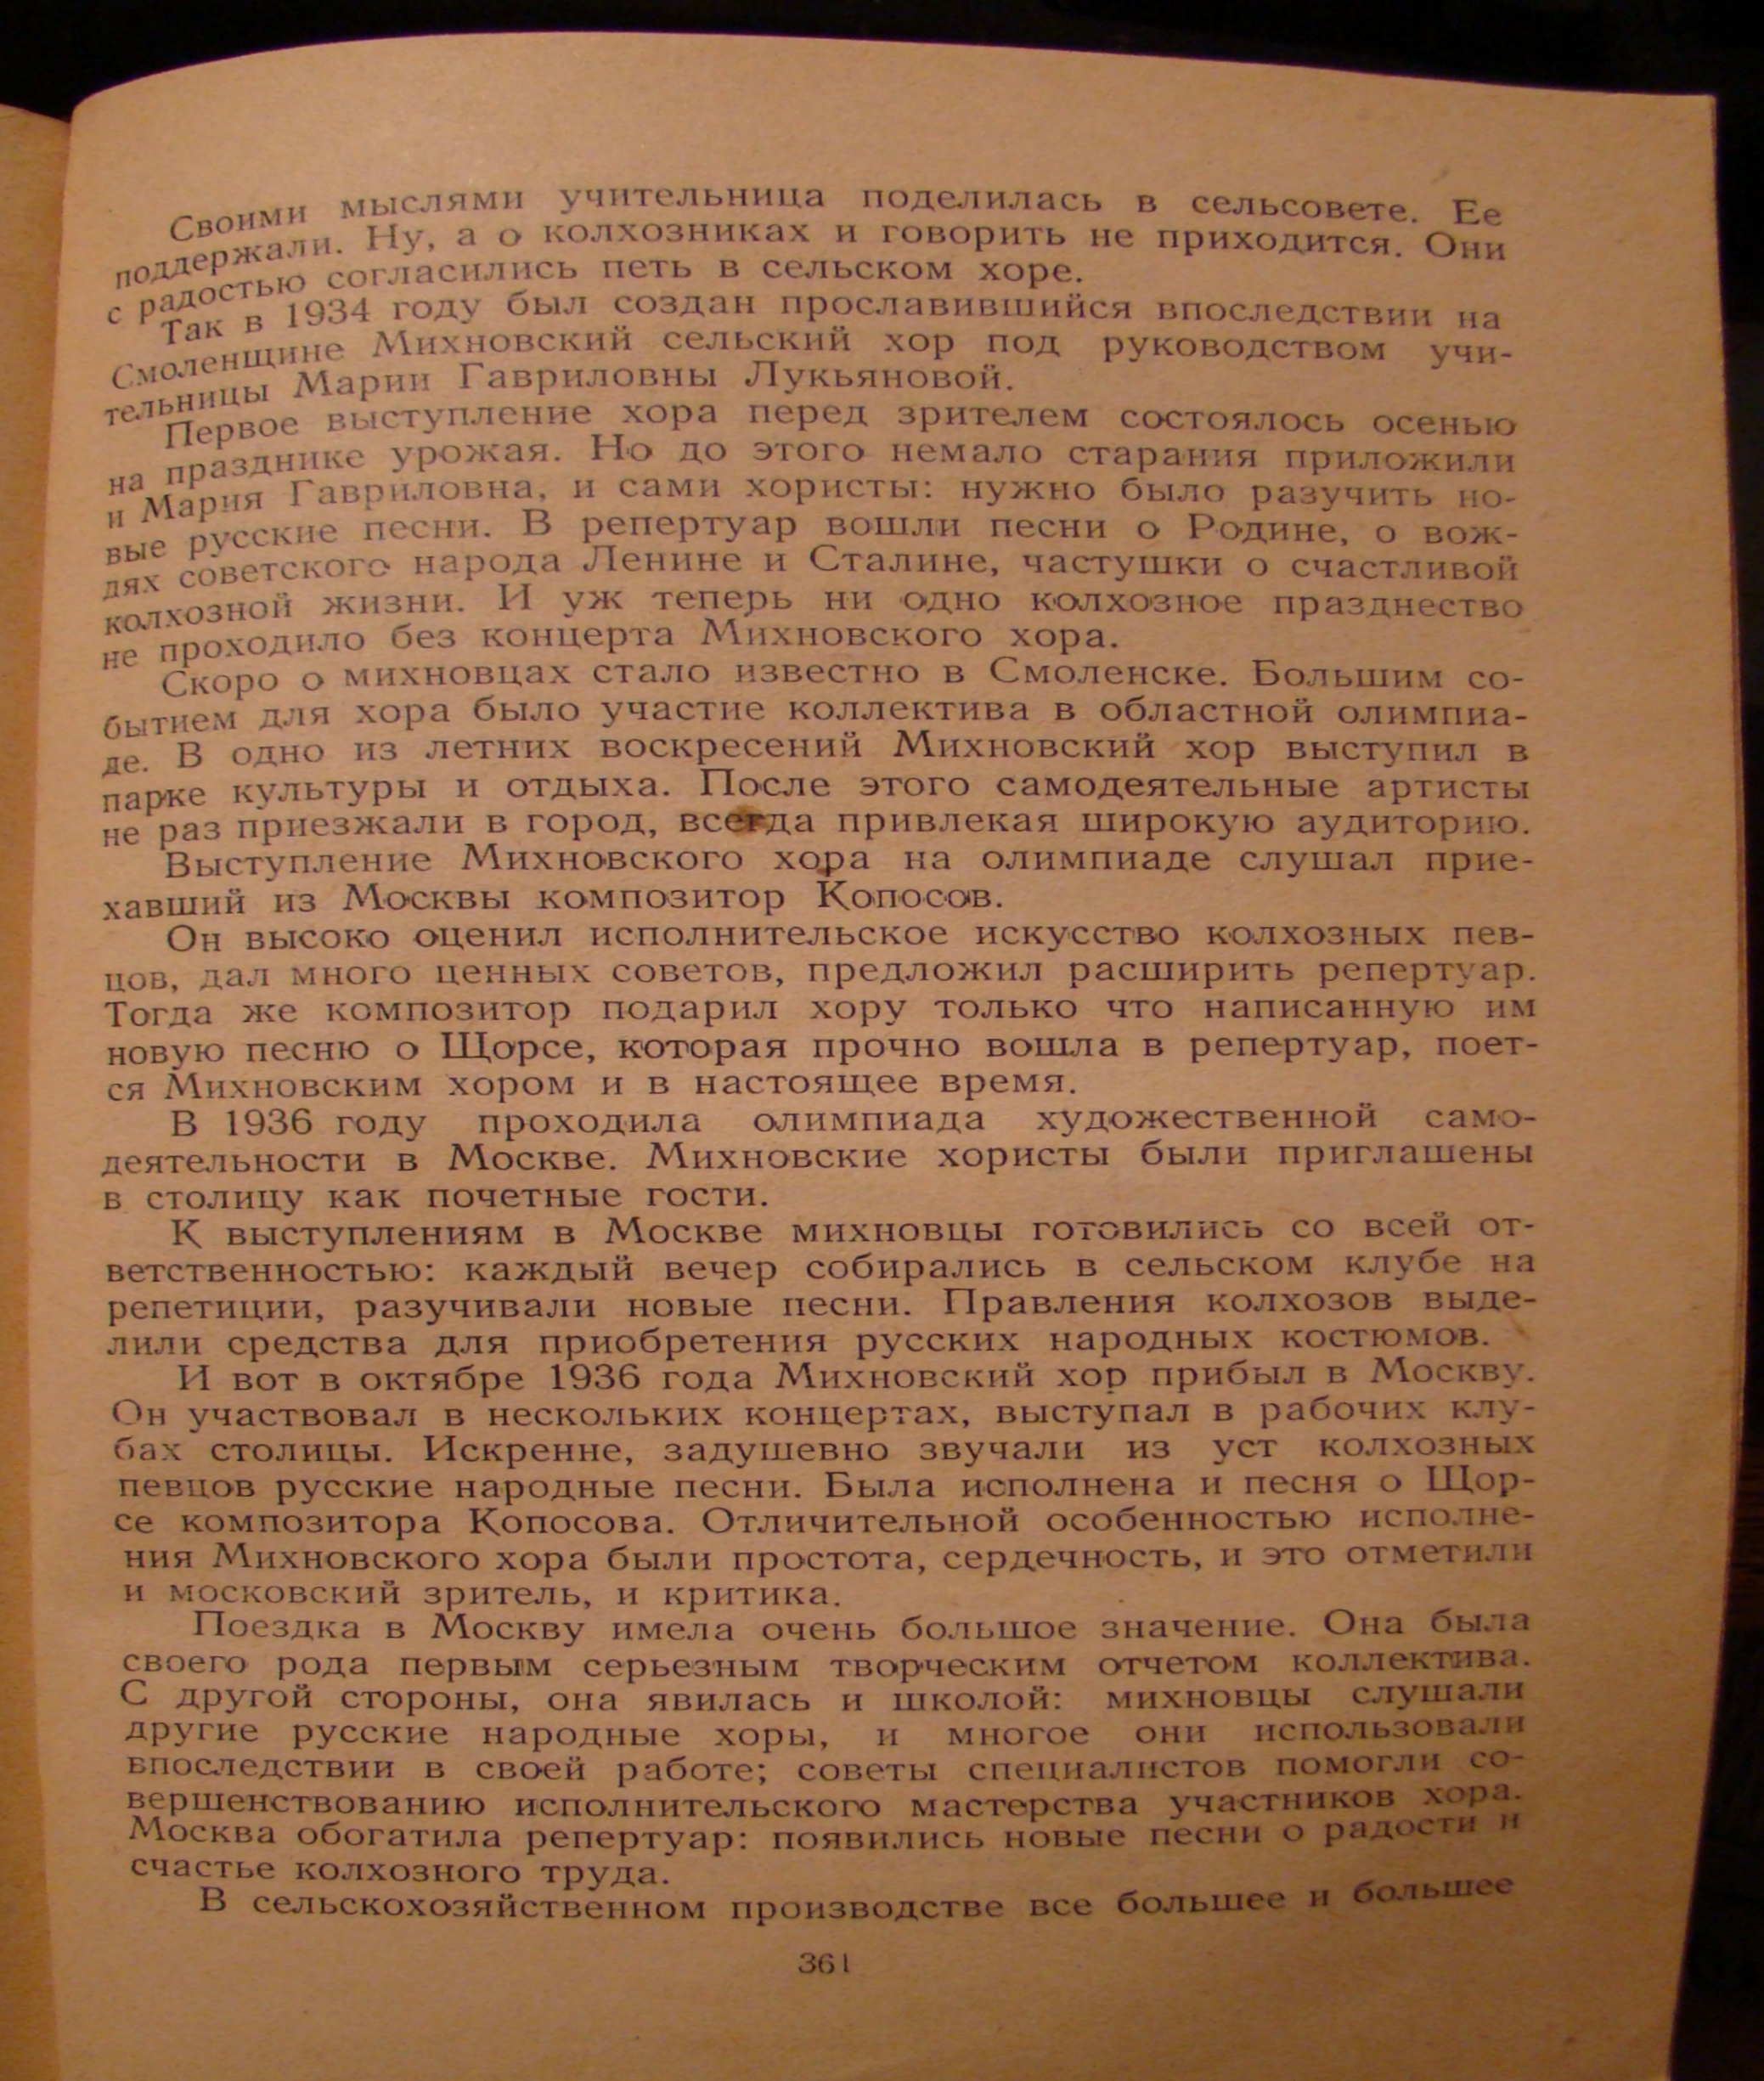 Своими мыслями учительница поделилась в сельсовете. Ее
поддержали. Ну, а о колхозниках и говорить не приходится. Они
с радостью согласились петь в сельском хоре.
Так в 1934 году был создан прославившийся впоследствии на
Смоленщине Михновский сельский хор под руководством учи-
тельницы Марии Гавриловны Лукьяновой.
Первое выступление хора перед зрителем состоялось осенью
на празднике урожая. Но до этого немало старания приложили
и Мария Гавриловна, и сами хористы: нужно было разучить но-
вые русские песни. В репертуар вошли песни о Родине, о вож-
дях советского народа Ленине и Сталине, частушки о счастливой
колхозной жизни. И уж теперь ни одно колхозное празднество
не проходило без концерта Михновского хора.
Скоро о михновцах стало известно в Смоленске. Большим со-
бытием для хора было участие коллектива в областной олимпиа-
де. В одно из летних воскресений Михновский хор выступил в
парке культуры и отдыха. После этого самодеятельные артисты
не раз приезжали в город, всегда привлекая широкую аудиторию.
Выступление Михновского хора на олимпиаде слушал прие-
хавший из Москвы композитор Копосов.
Он высоко оценил исполнительское искусство колхозных пев-
цов, дал много ценных советов, предложил расширить репертуар.
Тогда же композитор подарил хору только что написанную им
новую песню о Щорсе, которая прочно вошла в репертуар, поет-
ся Михновским хором и в настоящее время.
В 1936 году проходила олимпиада художественной само-
деятельности в Москве. Михновские хористы были приглашены
в столицу как почетные гости.
К выступлениям в Москве михновцы готовились со всей от-
ветственностью: каждый вечер собирались в сельском клубе на
репетиции, разучивали новые песни. Правления колхозов выде-
лили средства для приобретения русских народных костюмов.
И вот в октябре 1936 года Михновский хор прибыл в Москву.
Он участвовал в нескольких концертах, выступал в рабочих клу-
бах столицы. Искренне, задушевно звучали из уст колхозных
певцов русские народные песни. Была исполнена и песня о Щор-
се композитора Копосова. Отличительной особенностью исполне-
ния Михновского хора были простота, сердечность, и это отметили
и московский зритель, и критика.
Поездка в Москву имела очень большое значение. Она была
своего рода первым серьезным творческим отчетом коллектива.
С другой стороны, она явилась и школой: михновцы слушали
другие русские народные хоры, и многое они использовали
впоследствии в своей работе; советы специалистов помогли со-
вершенствованию исполнительского мастерства участников хора.
Москва обогатила репертуар: появились новые песни о радости и
счастье колхозного труда.
В сельскохозяйственном производстве все большее и большее
361